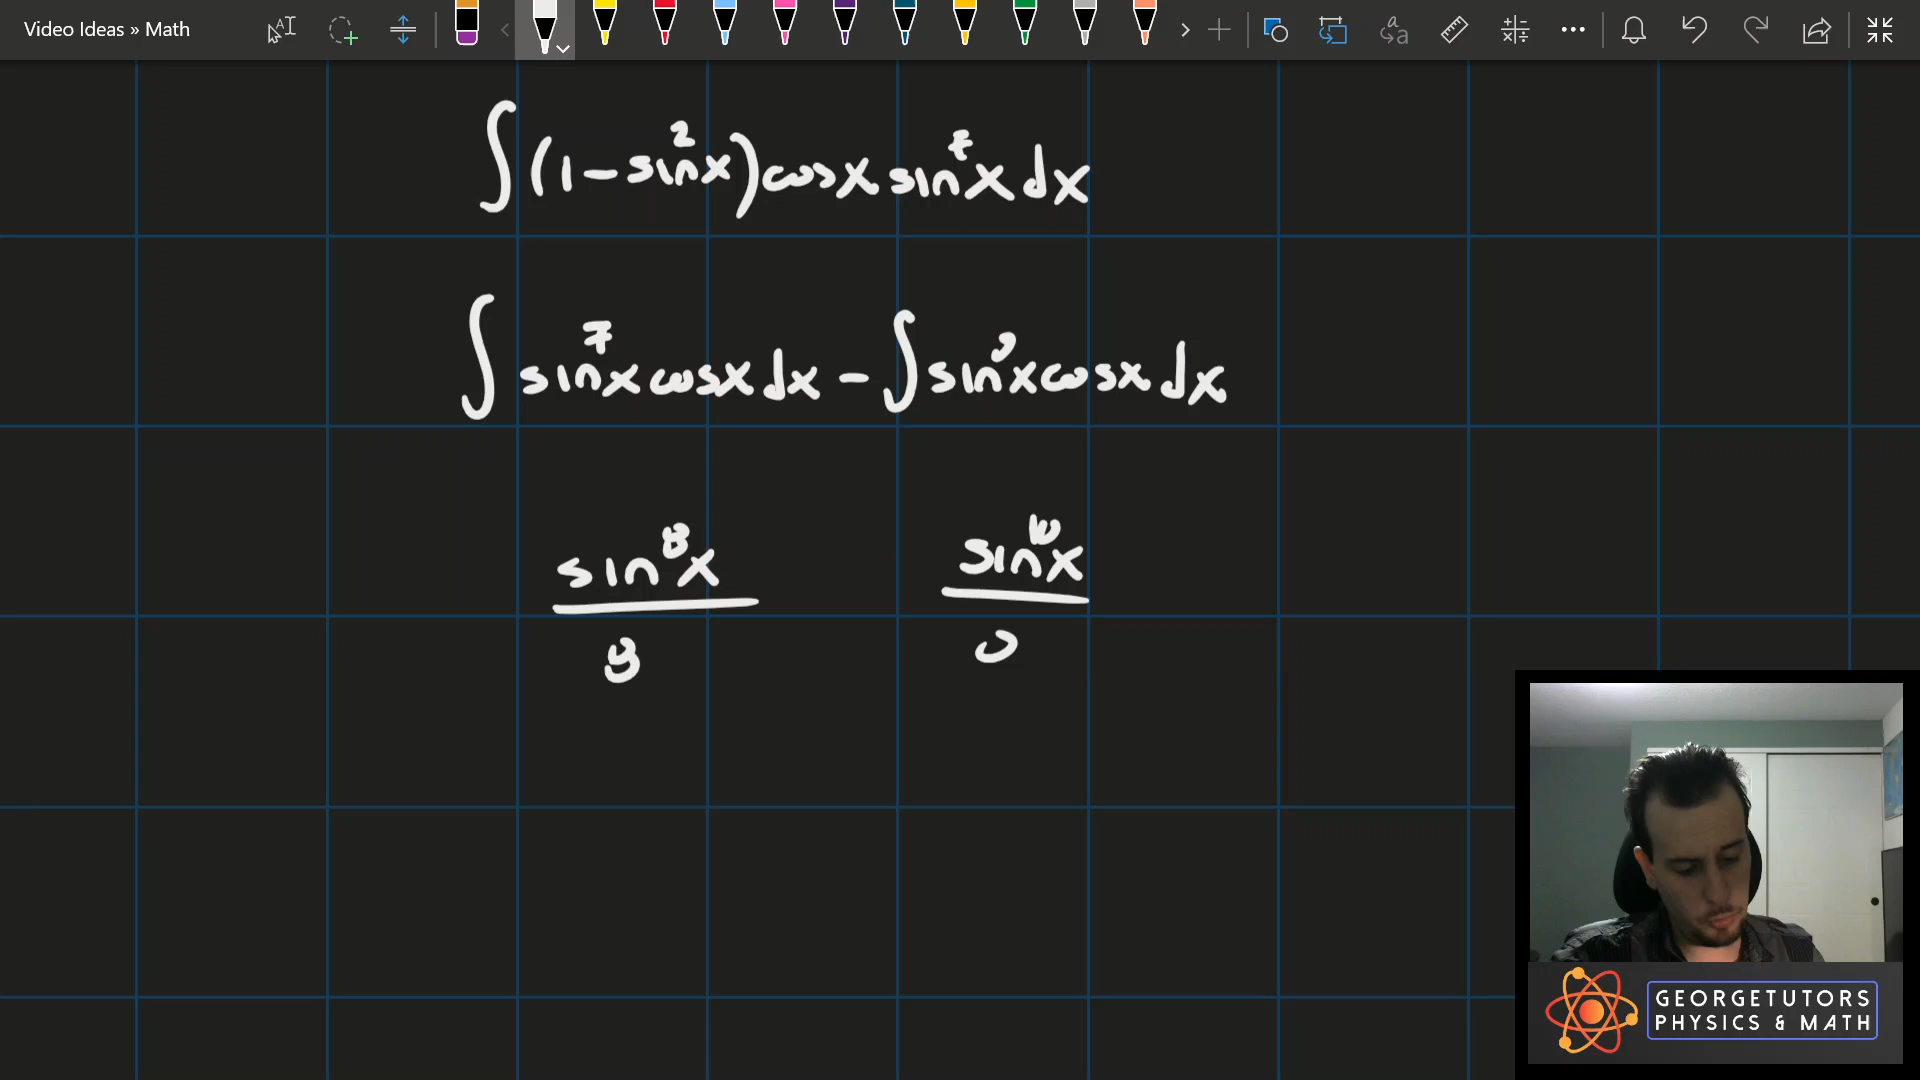 Video Ideas » Math
∫(1-sin²x)cosx sin⁷x dx
∫sin⁷x cosx dx - ∫sin⁹x cosx dx
sin⁸x / 8 sin¹⁰x
GEORGETUTORS
PHYSICS & MATH